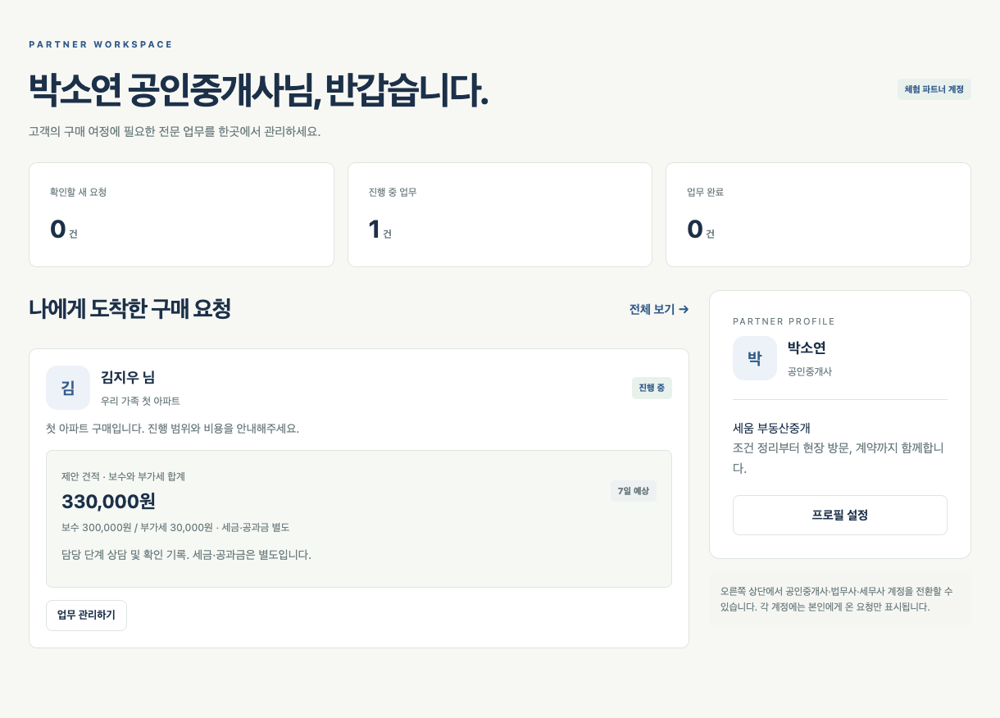 PARTNER WORKSPACE
박소연 공인중개사님, 반갑습니다.
체험 파트너 계정
고객의 구매 여정에 필요한 전문 업무를 한곳에서 관리하세요.
확인할 새 요청
0 건
진행 중 업무
1 건
업무 완료
0 건
나에게 도착한 구매 요청
전체 보기 →
김
김지우 님
우리 가족 첫 아파트
진행 중
첫 아파트 구매입니다. 진행 범위와 비용을 안내해주세요.
제안 견적 · 보수와 부가세 합계
330,000원
7일 예상
보수 300,000원 / 부가세 30,000원 · 세금·공과금 별도
담당 단계 상담 및 확인 기록. 세금·공과금은 별도입니다.
업무 관리하기
PARTNER PROFILE
박
박소연
공인중개사
세움 부동산중개
조건 정리부터 현장 방문, 계약까지 함께합니
다.
프로필 설정
오른쪽 상단에서 공인중개사·법무사·세무사 계정을 전환할 수
있습니다. 각 계정에는 본인에게 온 요청만 표시됩니다.